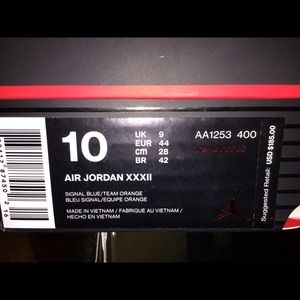 10
UK 9
EUR 44
CM 28
BR 42
AA1253 400
AIR JORDAN XXXII
SIGNAL BLUE/TEAM ORANGE
BLEU SIGNAL/EQUIPE ORANGE
MADE IN VIETNAM / FABRIQUE AU VIETNAM /
HECHO EN VIETNAM
Suggested Retail: USD $185.00